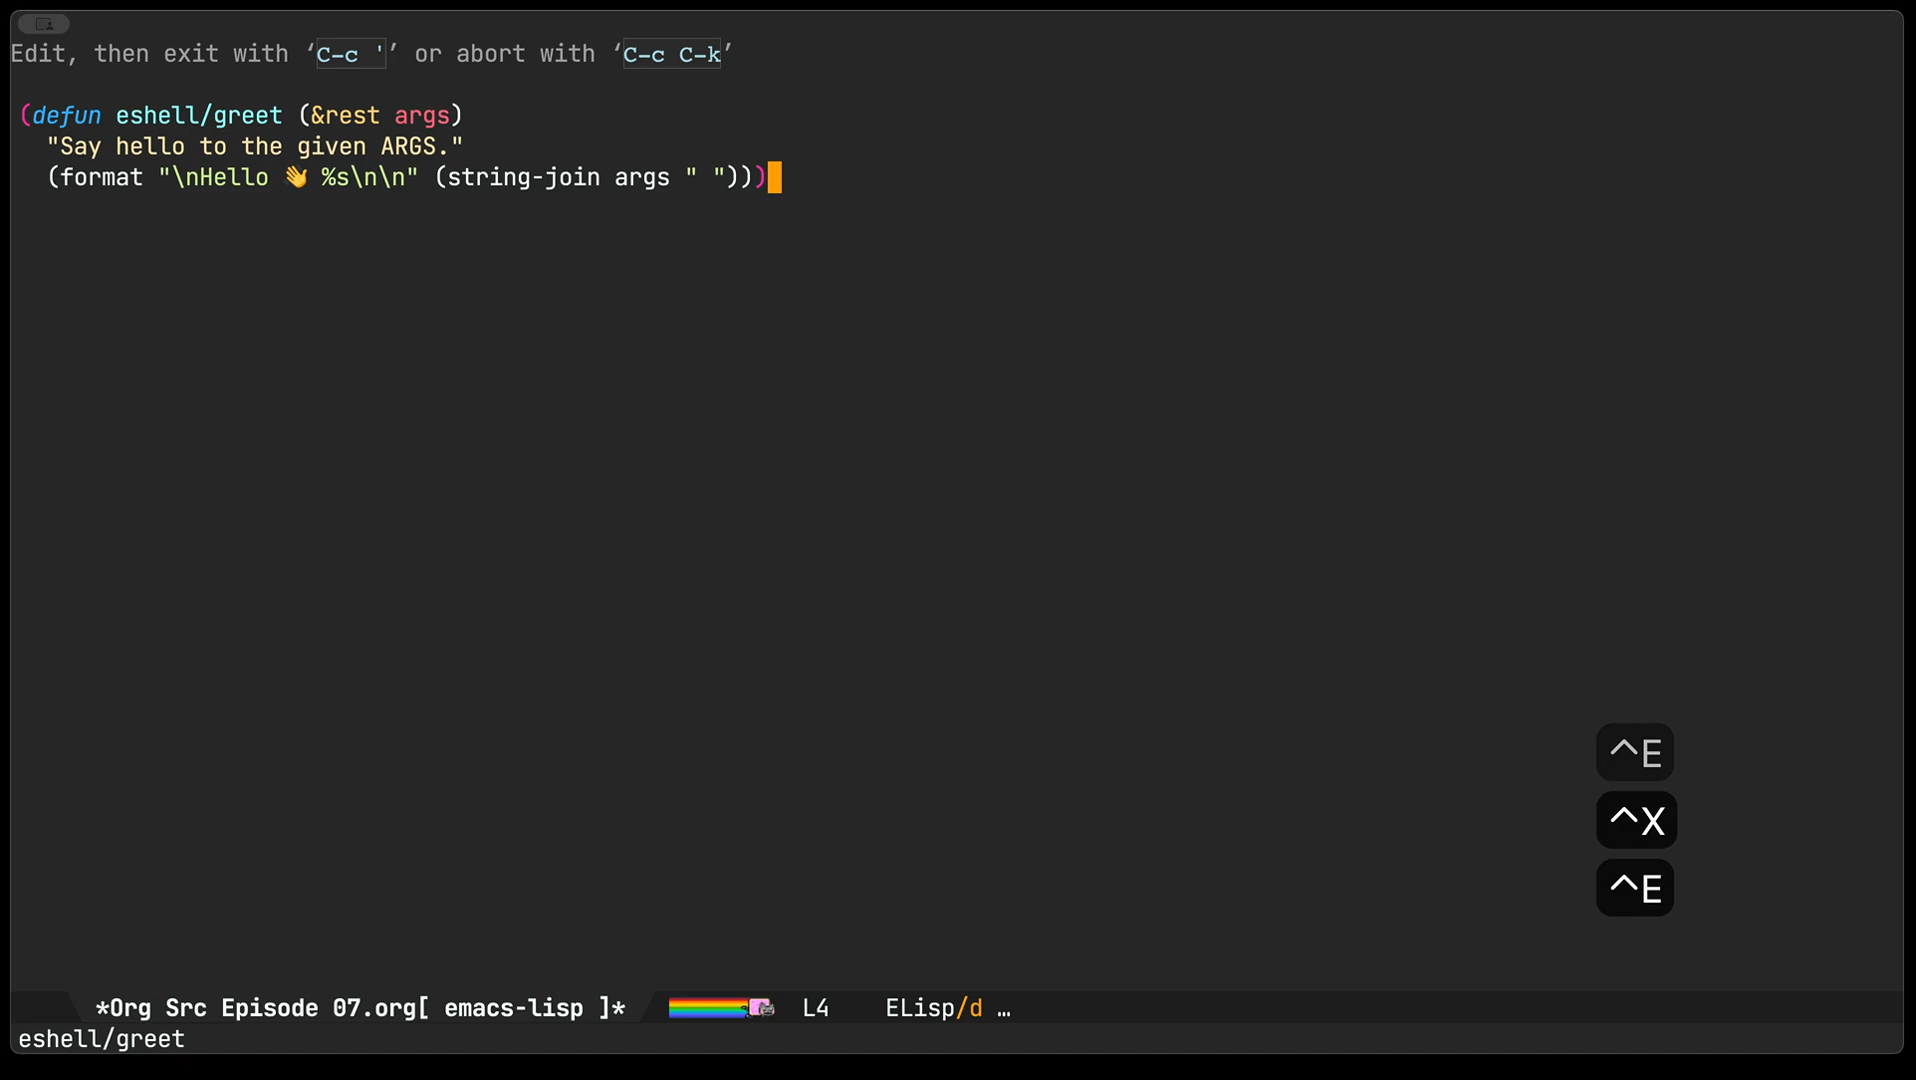 Edit, then exit with ‘C-c '’ or abort with ‘C-c C-k’
(defun eshell/greet (&rest args)
  "Say hello to the given ARGS."
  (format "\nHello 👋 %s\n\n" (string-join args " ")))
^E
^X
^E
*Org Src Episode 07.org[ emacs-lisp ]* L4 ELisp/d …
eshell/greet